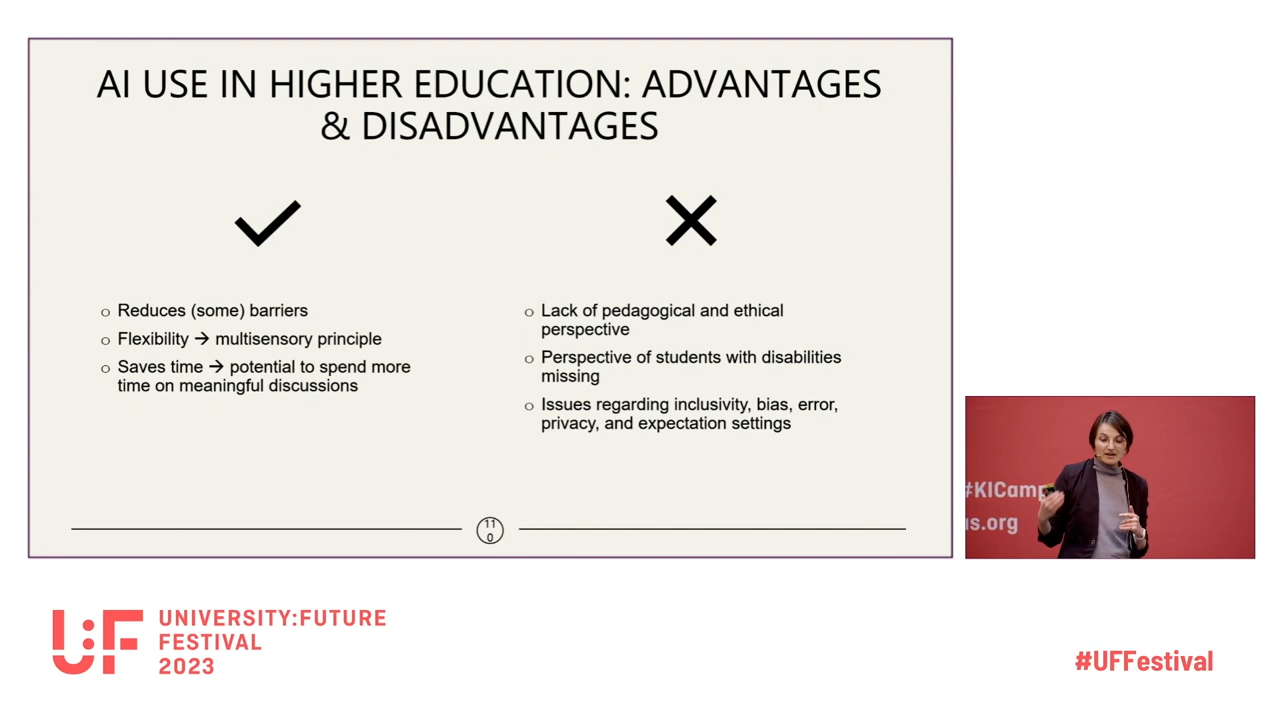 AI USE IN HIGHER EDUCATION: ADVANTAGES
& DISADVANTAGES
o Reduces (some) barriers
o Flexibility → multisensory principle
o Saves time → potential to spend more
time on meaningful discussions
o Lack of pedagogical and ethical
perspective
o Perspective of students with disabilities
missing
o Issues regarding inclusivity, bias, error,
privacy, and expectation settings
11
0
#KICamp
us.org
U:F
UNIVERSITY:FUTURE
FESTIVAL
2023
#UFFestival